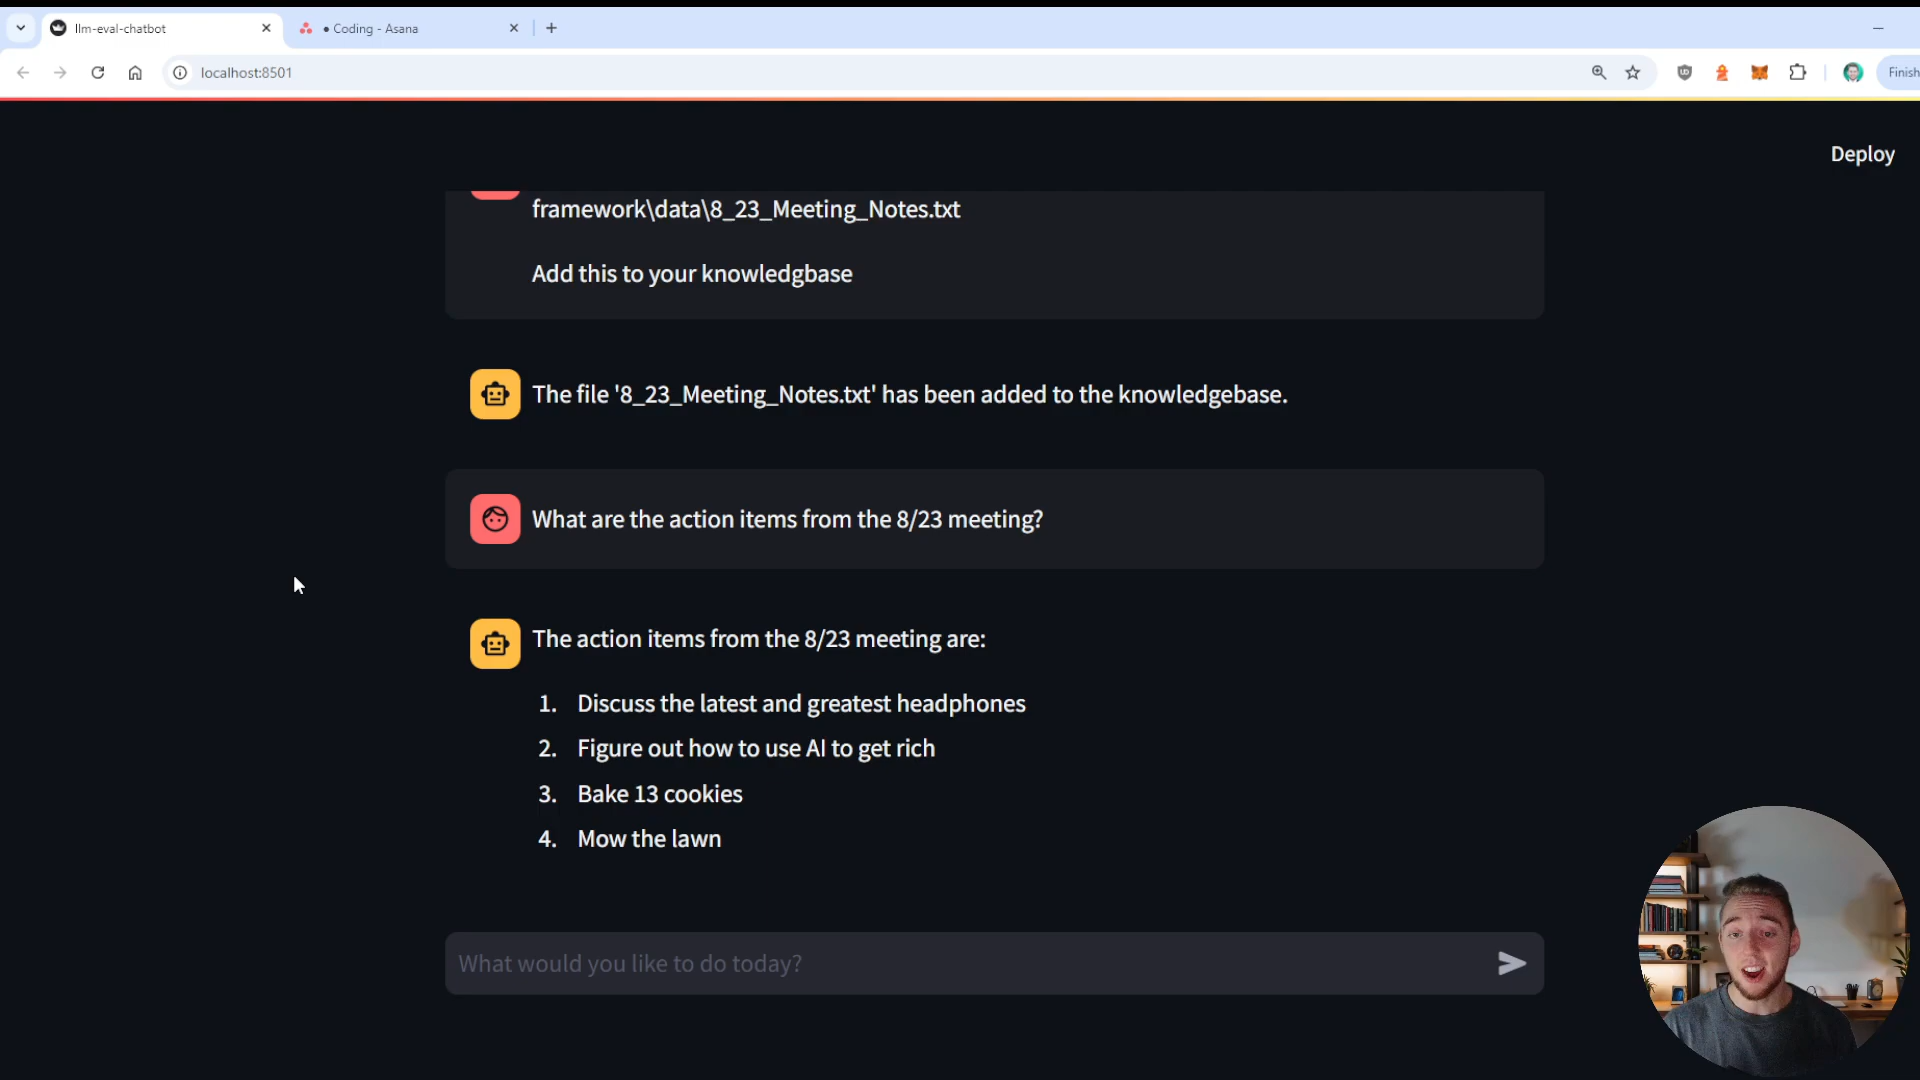 llm-eval-chatbot
• Coding - Asana
localhost:8501
Finish
Deploy
framework\data\8_23_Meeting_Notes.txt
Add this to your knowledgbase
The file '8_23_Meeting_Notes.txt' has been added to the knowledgebase.
What are the action items from the 8/23 meeting?
The action items from the 8/23 meeting are:
1. Discuss the latest and greatest headphones
2. Figure out how to use AI to get rich
3. Bake 13 cookies
4. Mow the lawn
What would you like to do today?